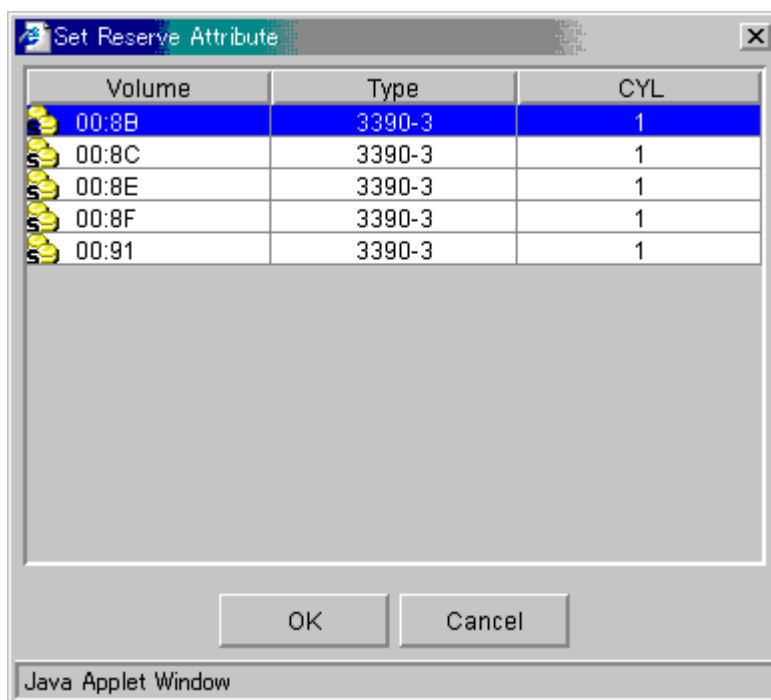 Set Reserve Attribute
Volume Type CYL
S 00:8B 3390-3 1
S 00:8C 3390-3 1
S 00:8E 3390-3 1
S 00:8F 3390-3 1
S 00:91 3390-3 1
OK Cancel
Java Applet Window